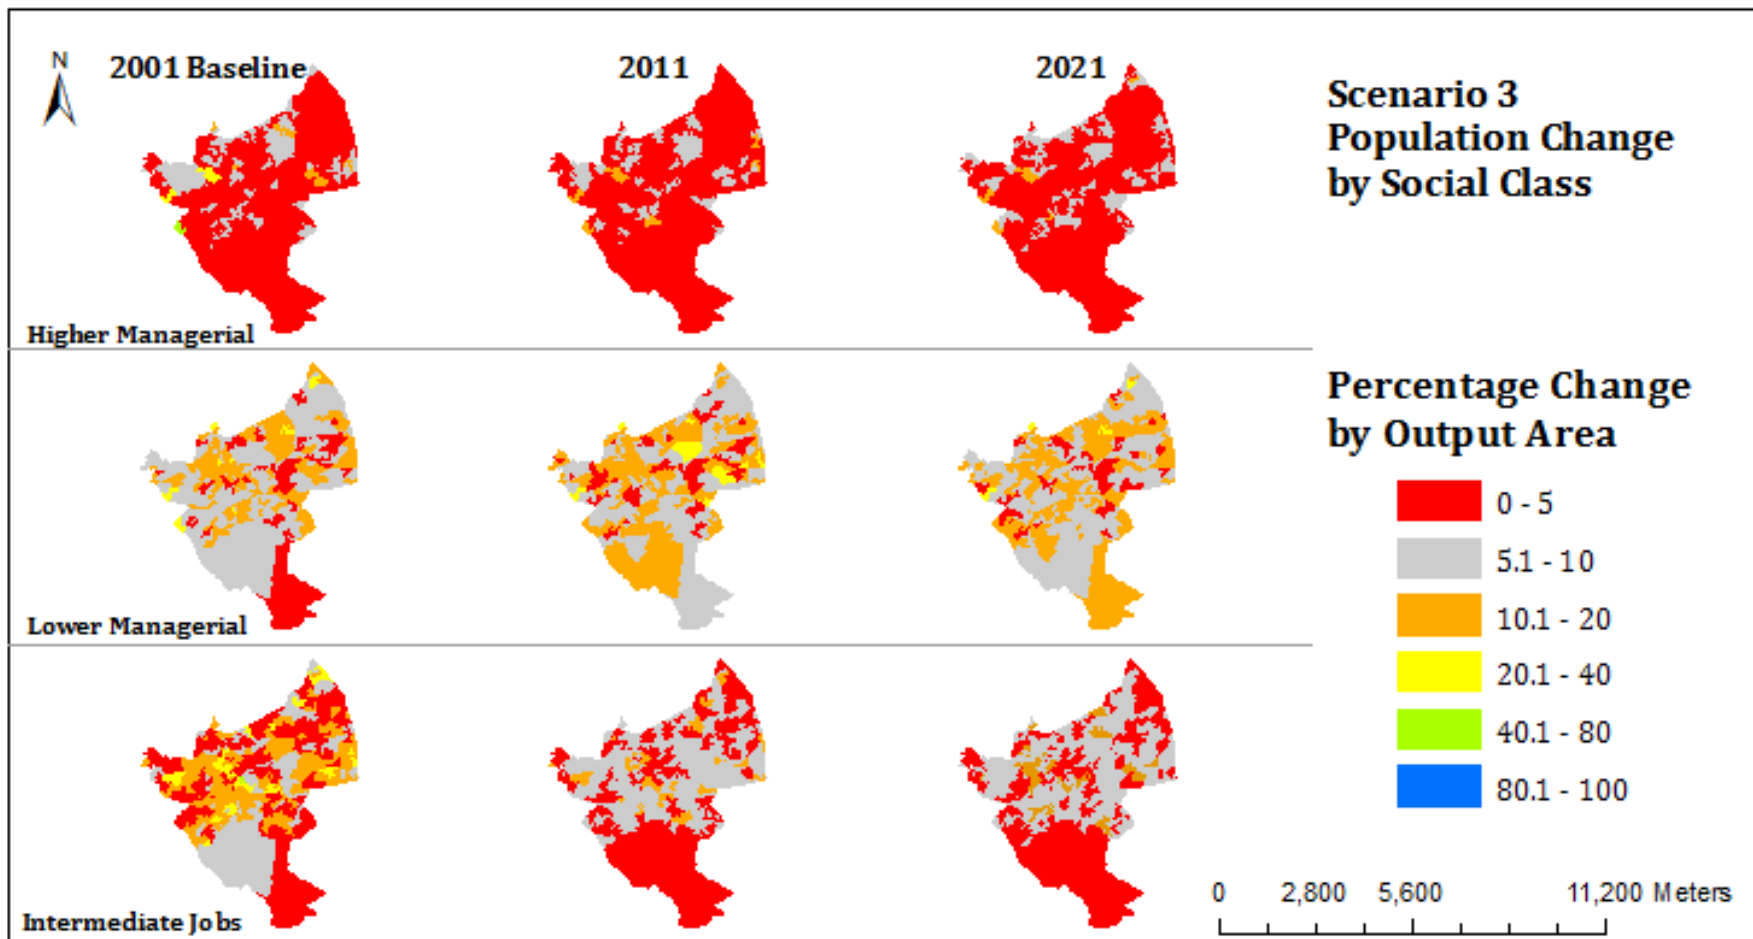 N
2001 Baseline
2011
2021
Scenario 3
Population Change
by Social Class
Higher Managerial
Percentage Change
by Output Area
0 - 5
5.1 - 10
10.1 - 20
20.1 - 40
40.1 - 80
80.1 - 100
Lower Managerial
Intermediate Jobs
0 2,800 5,600 11,200 Meters